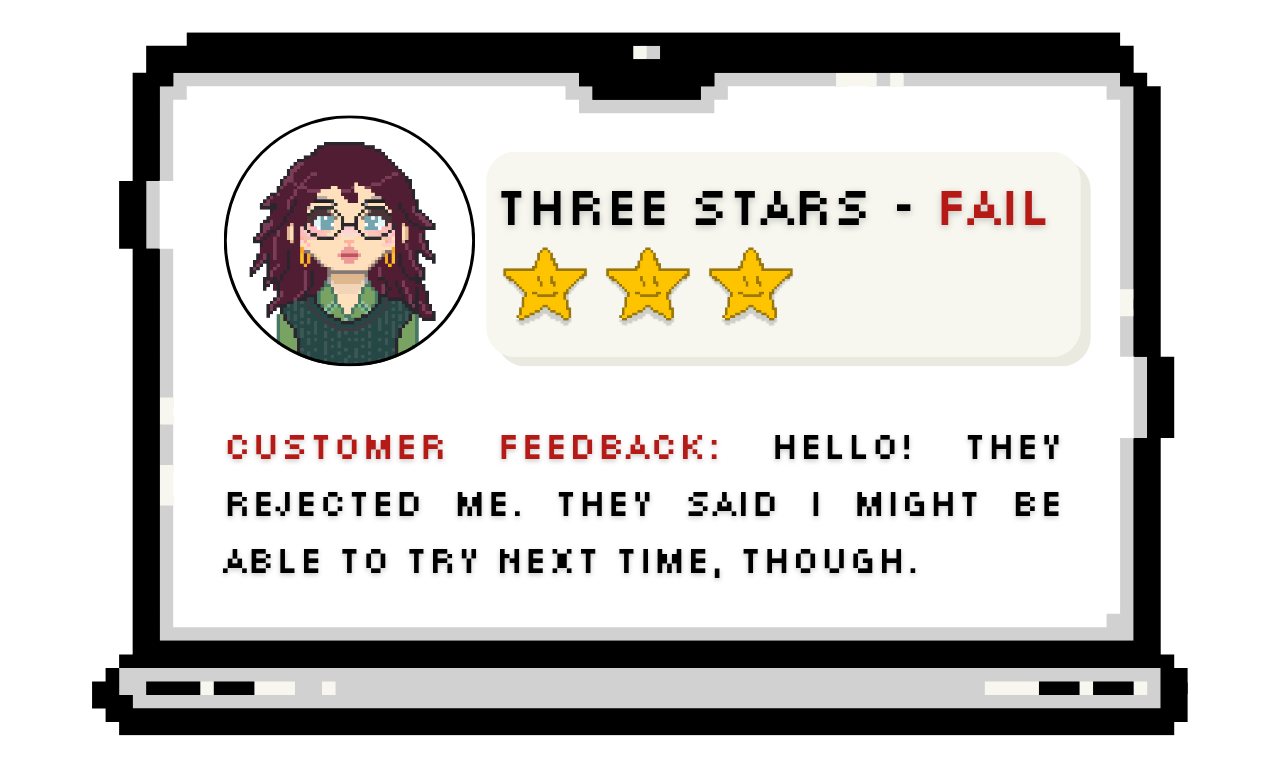 THREE STARS - FAIL
CUSTOMER FEEDBACK: HELLO! THEY
REJECTED ME. THEY SAID I MIGHT BE
ABLE TO TRY NEXT TIME, THOUGH.